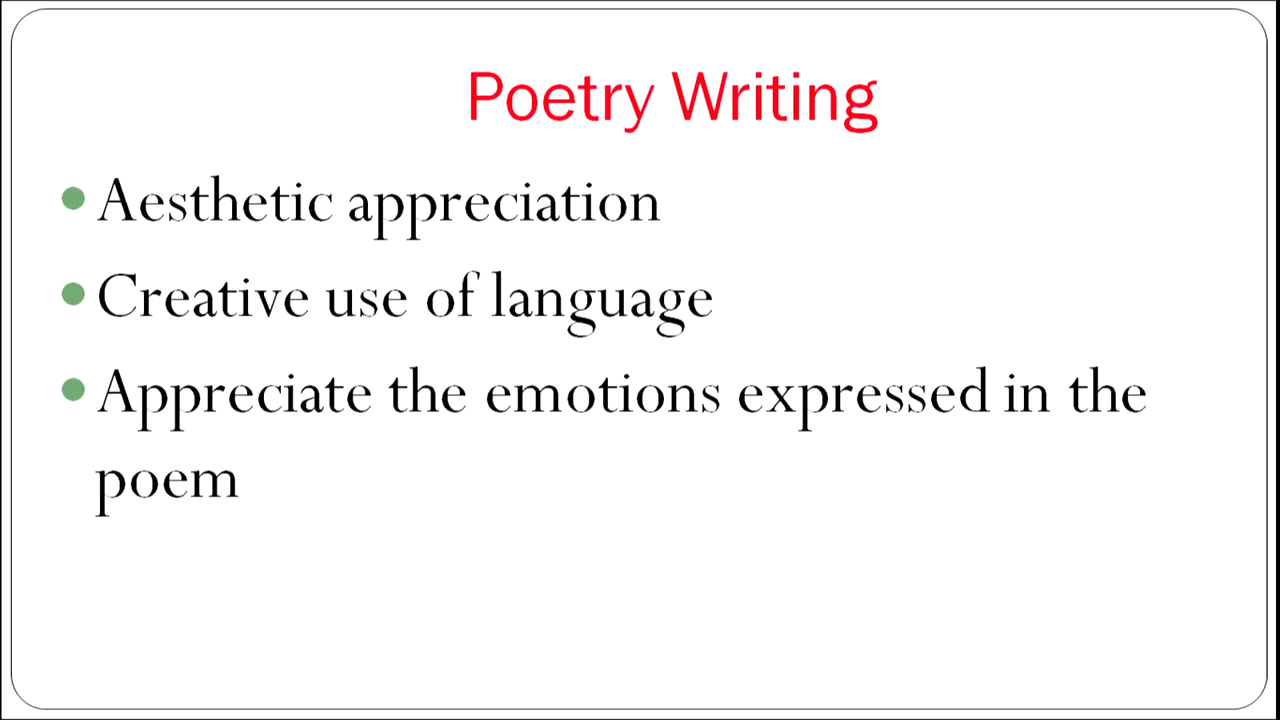 Poetry Writing
Aesthetic appreciation
Creative use of language
Appreciate the emotions expressed in the
poem